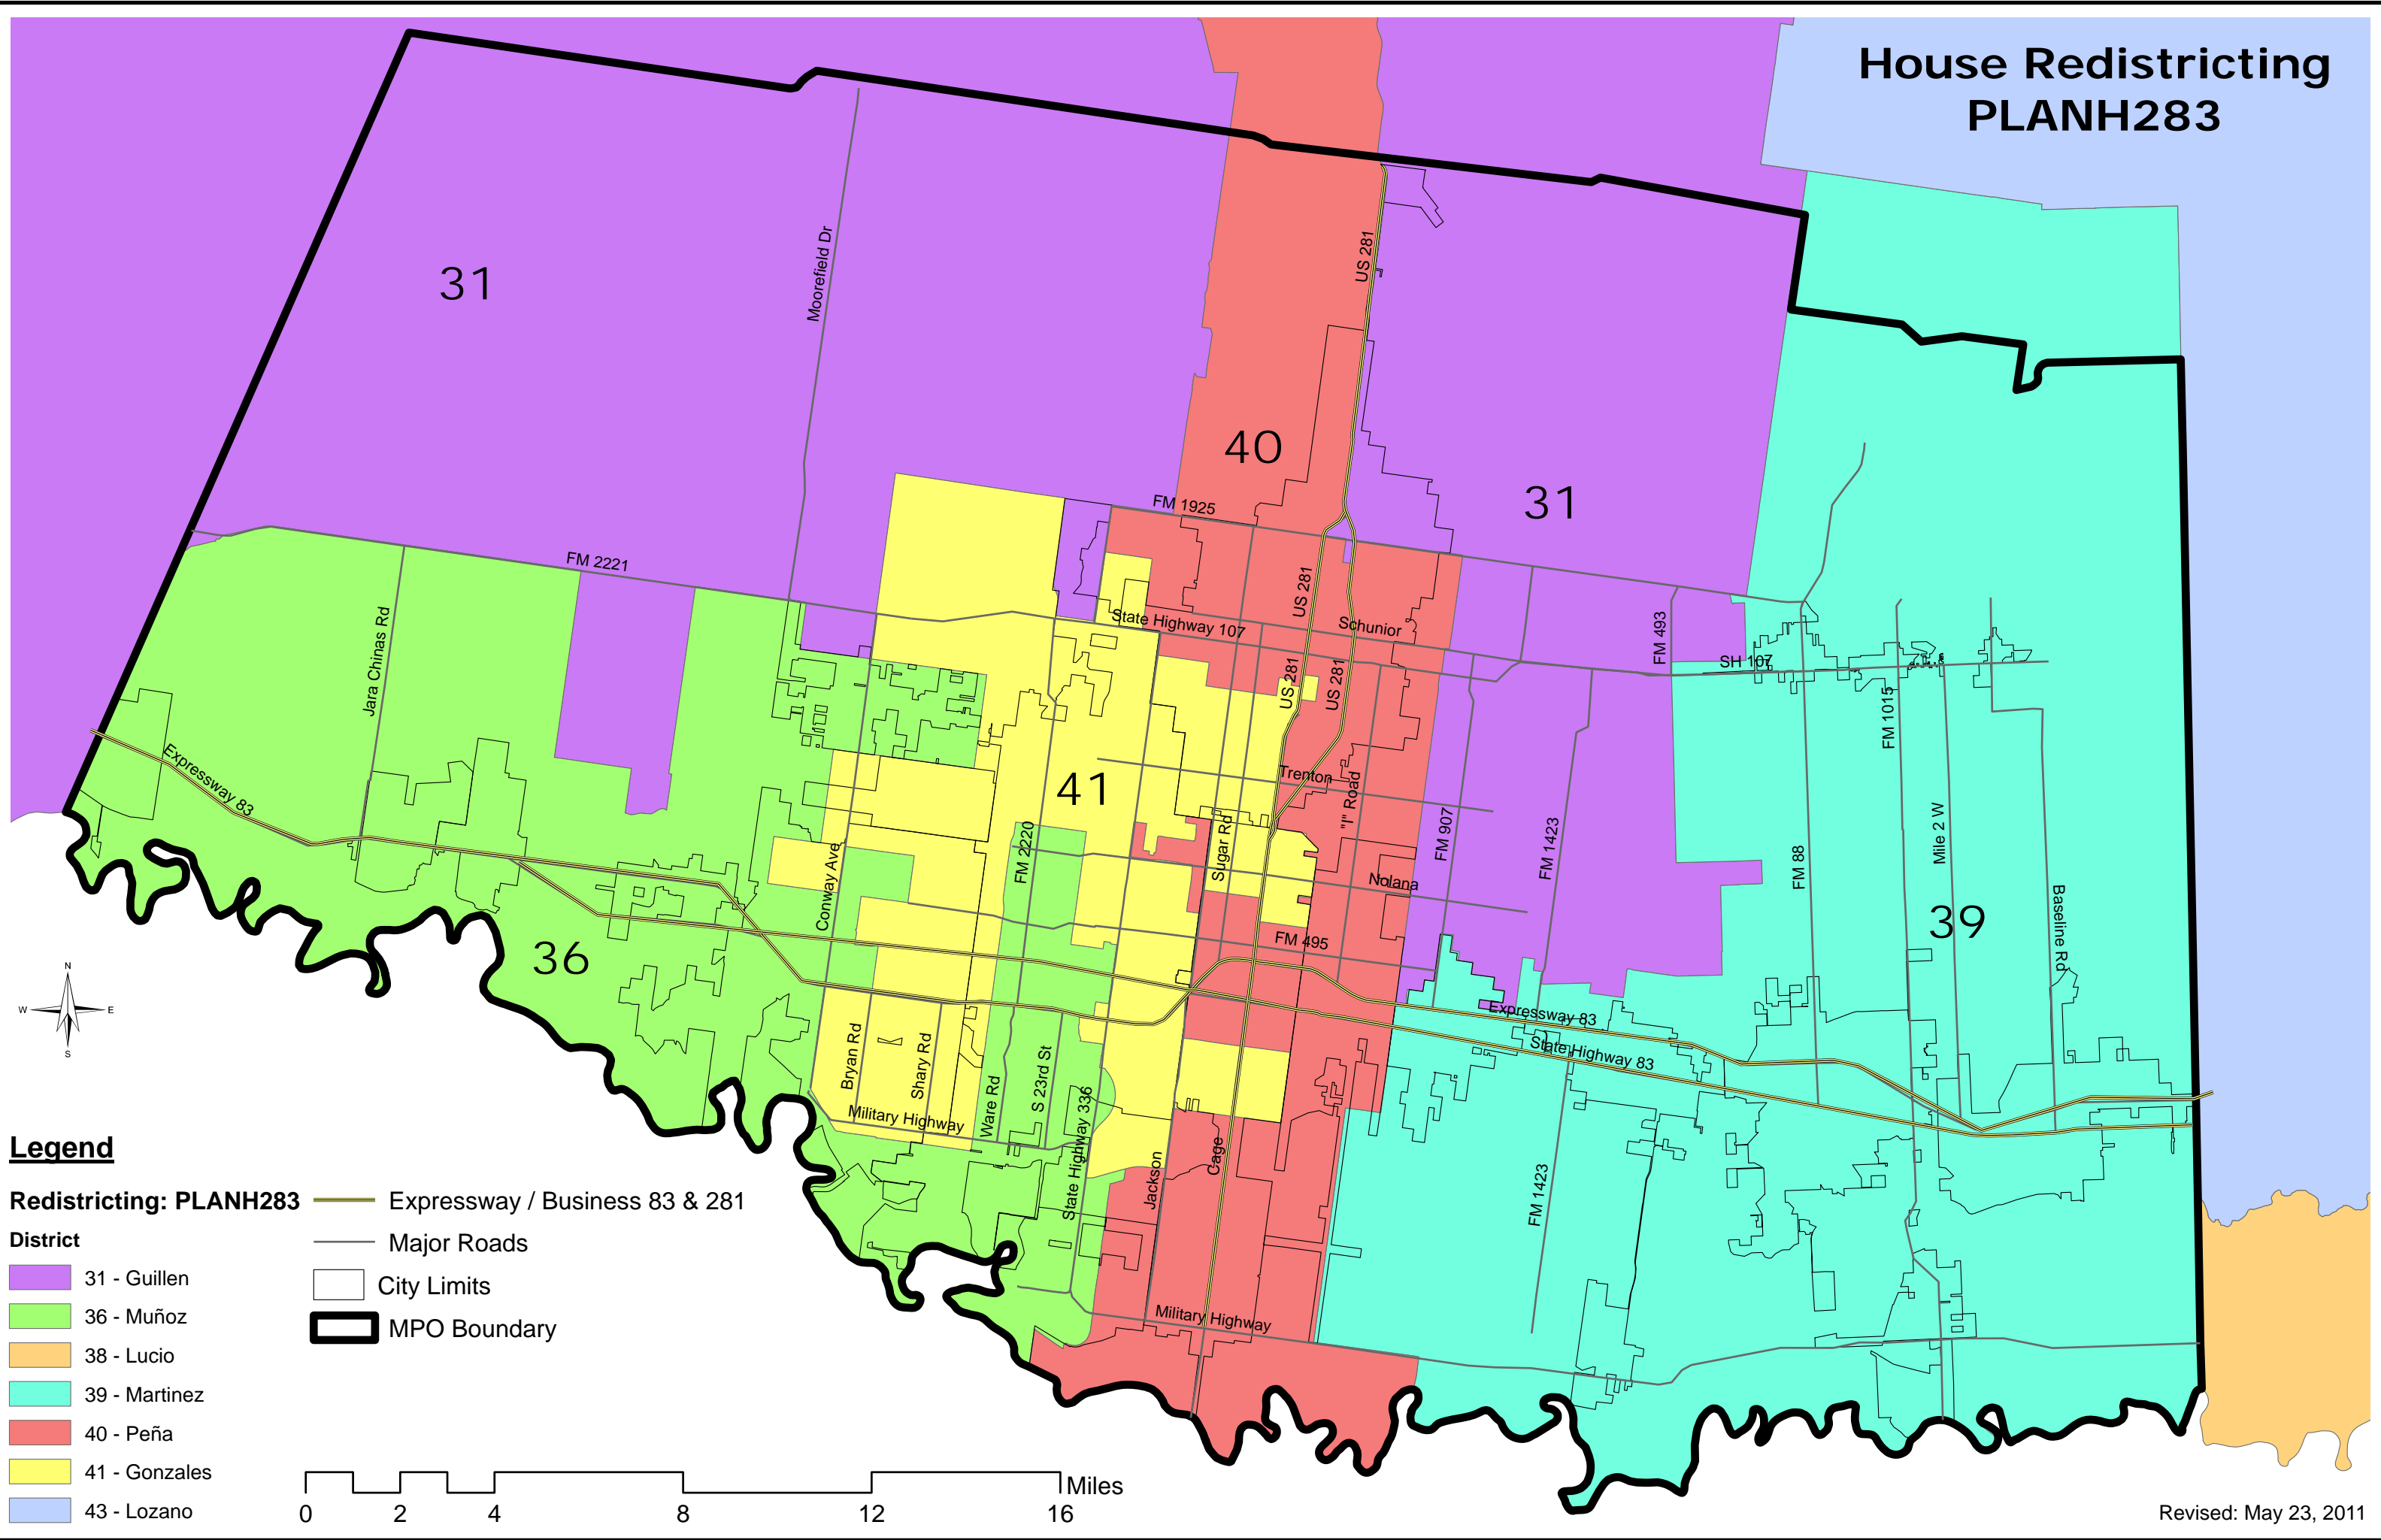 House Redistricting
PLANH283
31
Moorefield Dr
US 281
40
31
FM 1925
FM 2221
US 281
State Highway 107
Schunior
FM 493
SH 107
Jara Chinas Rd
US 281
US 281
FM 1015
Expressway 83
41
Trenton
"I" Road
Sugar Rd
FM 2220
FM 907
FM 1423
FM 88
Mile 2 W
Conway Ave
Nolana
39
Baseline Rd
36
FM 495
N
W
E
S
Expressway 83
State Highway 83
Bryan Rd
Shary Rd
Ware Rd
S 23rd St
State Highway 336
Military Highway
Jackson
Cage
FM 1423
Military Highway
Legend
Redistricting: PLANH283
District
31 - Guillen
36 - Muñoz
38 - Lucio
39 - Martinez
40 - Peña
41 - Gonzales
43 - Lozano
Expressway / Business 83 & 281
Major Roads
City Limits
MPO Boundary
Miles
0 2 4 8 12 16
Revised: May 23, 2011